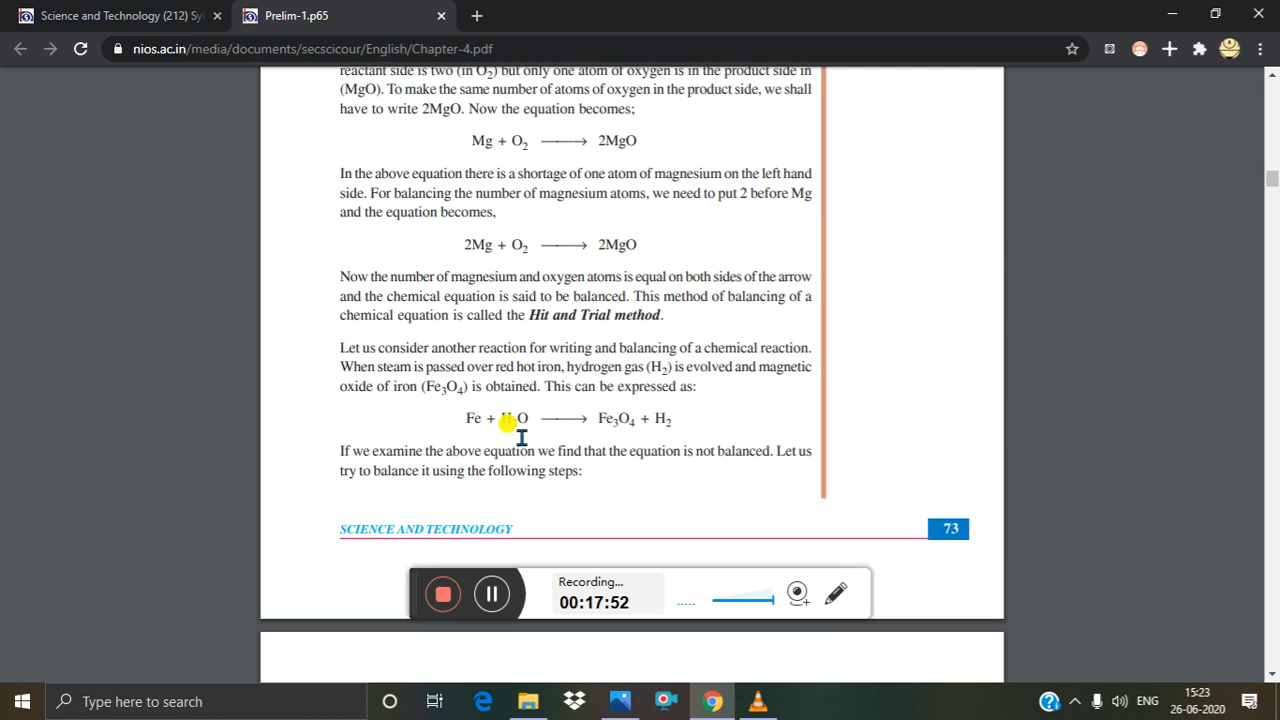 Science and Technology (212) Syl
Prelim-1.p65
nios.ac.in/media/documents/secscicour/English/Chapter-4.pdf
reactant side is two (in O₂) but only one atom of oxygen is in the product side in
(MgO). To make the same number of atoms of oxygen in the product side, we shall
have to write 2MgO. Now the equation becomes;
Mg + O₂ ⟶ 2MgO
In the above equation there is a shortage of one atom of magnesium on the left hand
side. For balancing the number of magnesium atoms, we need to put 2 before Mg
and the equation becomes,
2Mg + O₂ ⟶ 2MgO
Now the number of magnesium and oxygen atoms is equal on both sides of the arrow
and the chemical equation is said to be balanced. This method of balancing of a
chemical equation is called the Hit and Trial method.
Let us consider another reaction for writing and balancing of a chemical reaction.
When steam is passed over red hot iron, hydrogen gas (H₂) is evolved and magnetic
oxide of iron (Fe₃O₄) is obtained. This can be expressed as:
Fe + H₂O ⟶ Fe₃O₄ + H₂
If we examine the above equation we find that the equation is not balanced. Let us
try to balance it using the following steps:
SCIENCE AND TECHNOLOGY
73
Recording...
00:17:52
Type here to search
ENG
15:23
26-06-2020